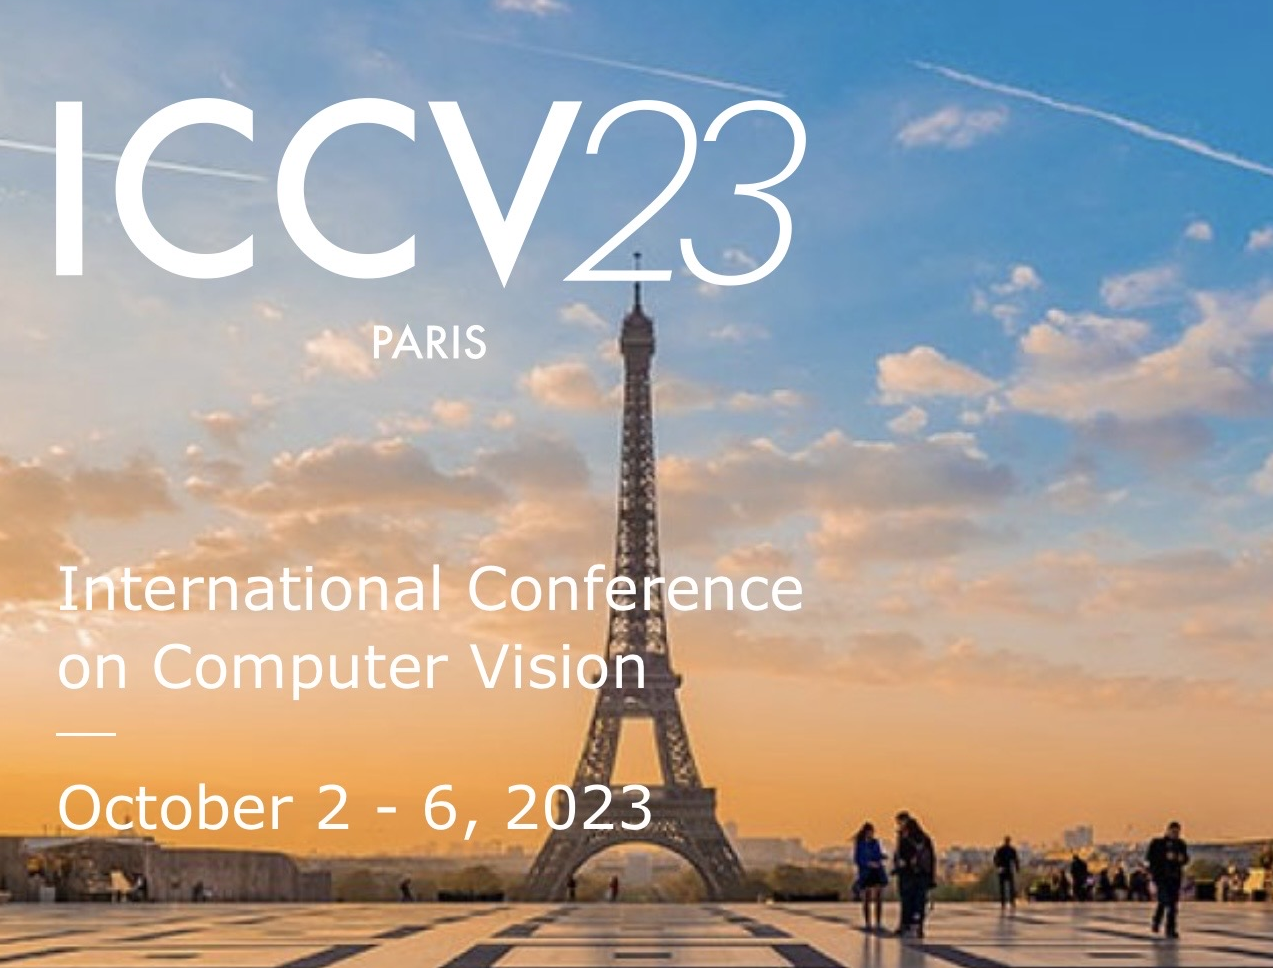 ICCV23
PARIS
International Conference
on Computer Vision
October 2 - 6, 2023